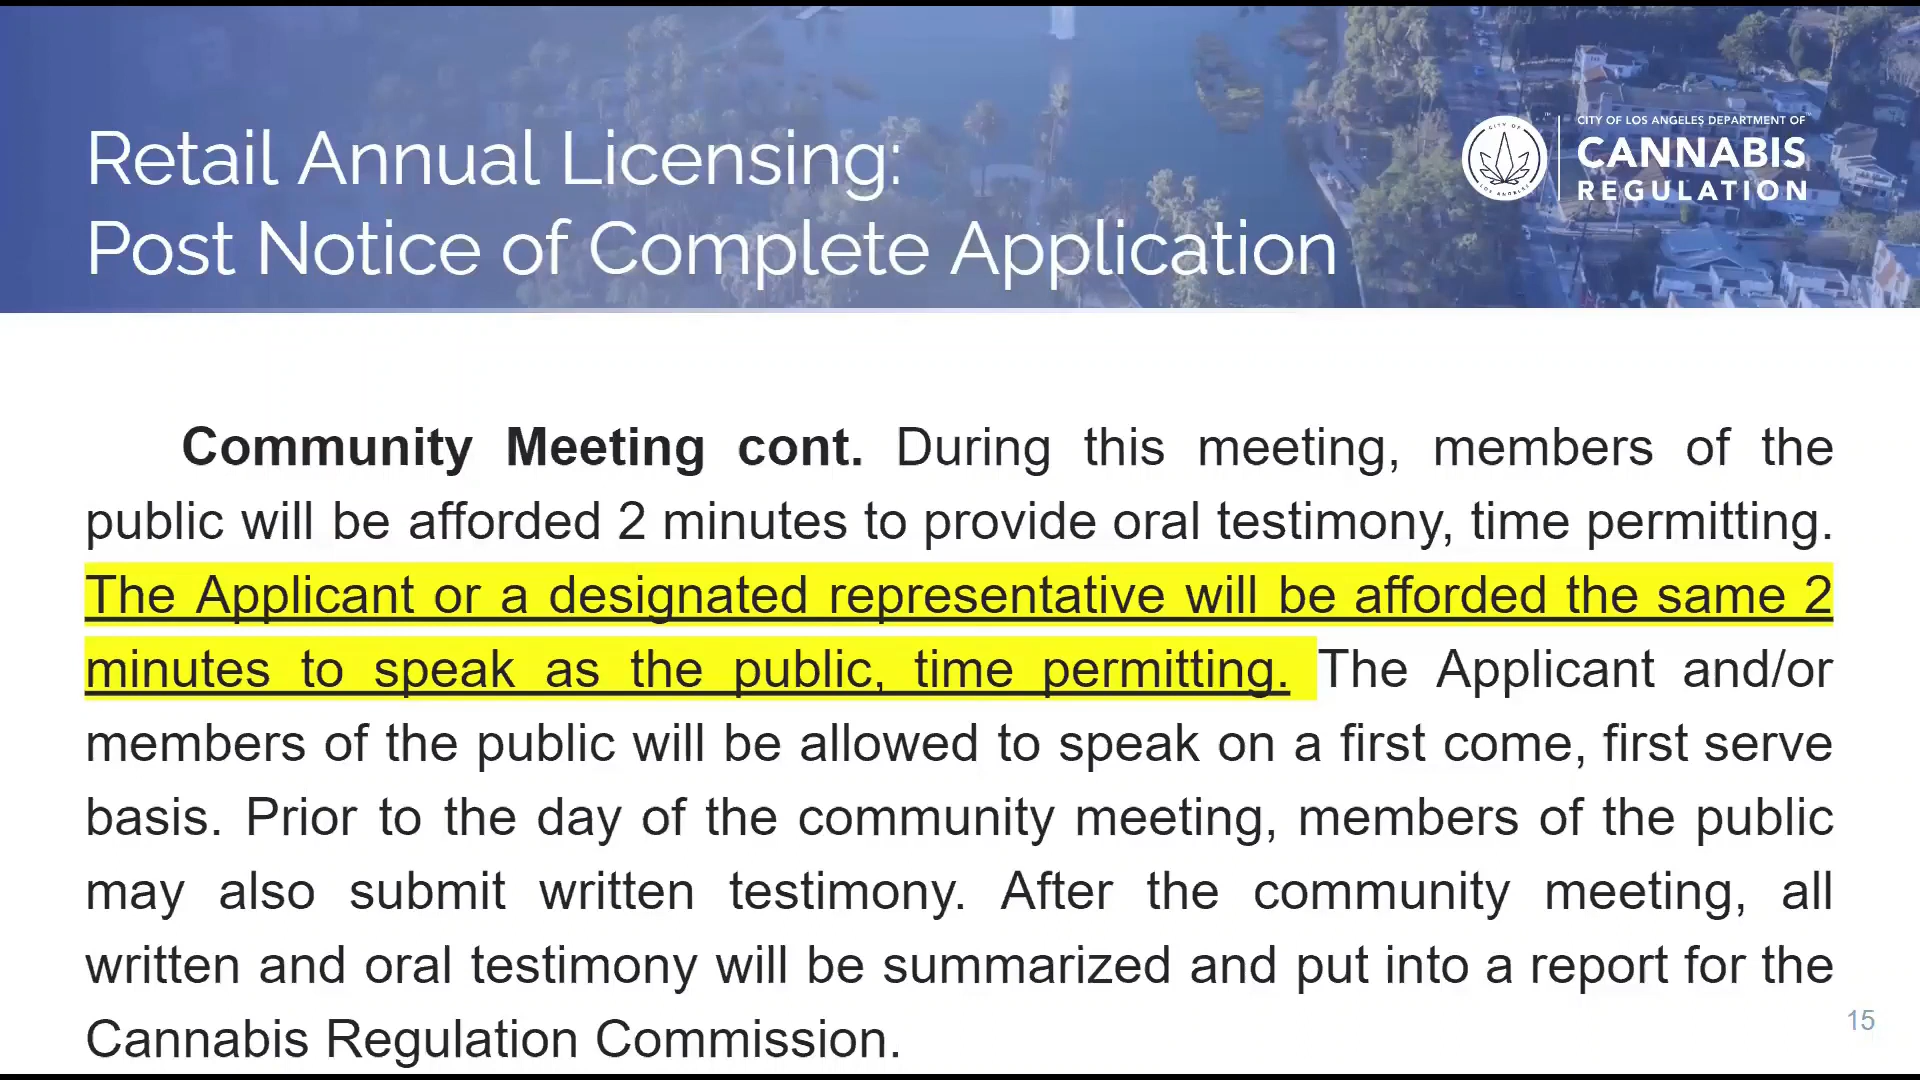 Retail Annual Licensing:
Post Notice of Complete Application
CITY OF LOS ANGELES DEPARTMENT OF
CANNABIS
REGULATION
CITY OF
LOS ANGELES
Community Meeting cont. During this meeting, members of the
public will be afforded 2 minutes to provide oral testimony, time permitting.
The Applicant or a designated representative will be afforded the same 2
minutes to speak as the public, time permitting. The Applicant and/or
members of the public will be allowed to speak on a first come, first serve
basis. Prior to the day of the community meeting, members of the public
may also submit written testimony. After the community meeting, all
written and oral testimony will be summarized and put into a report for the
Cannabis Regulation Commission.
15